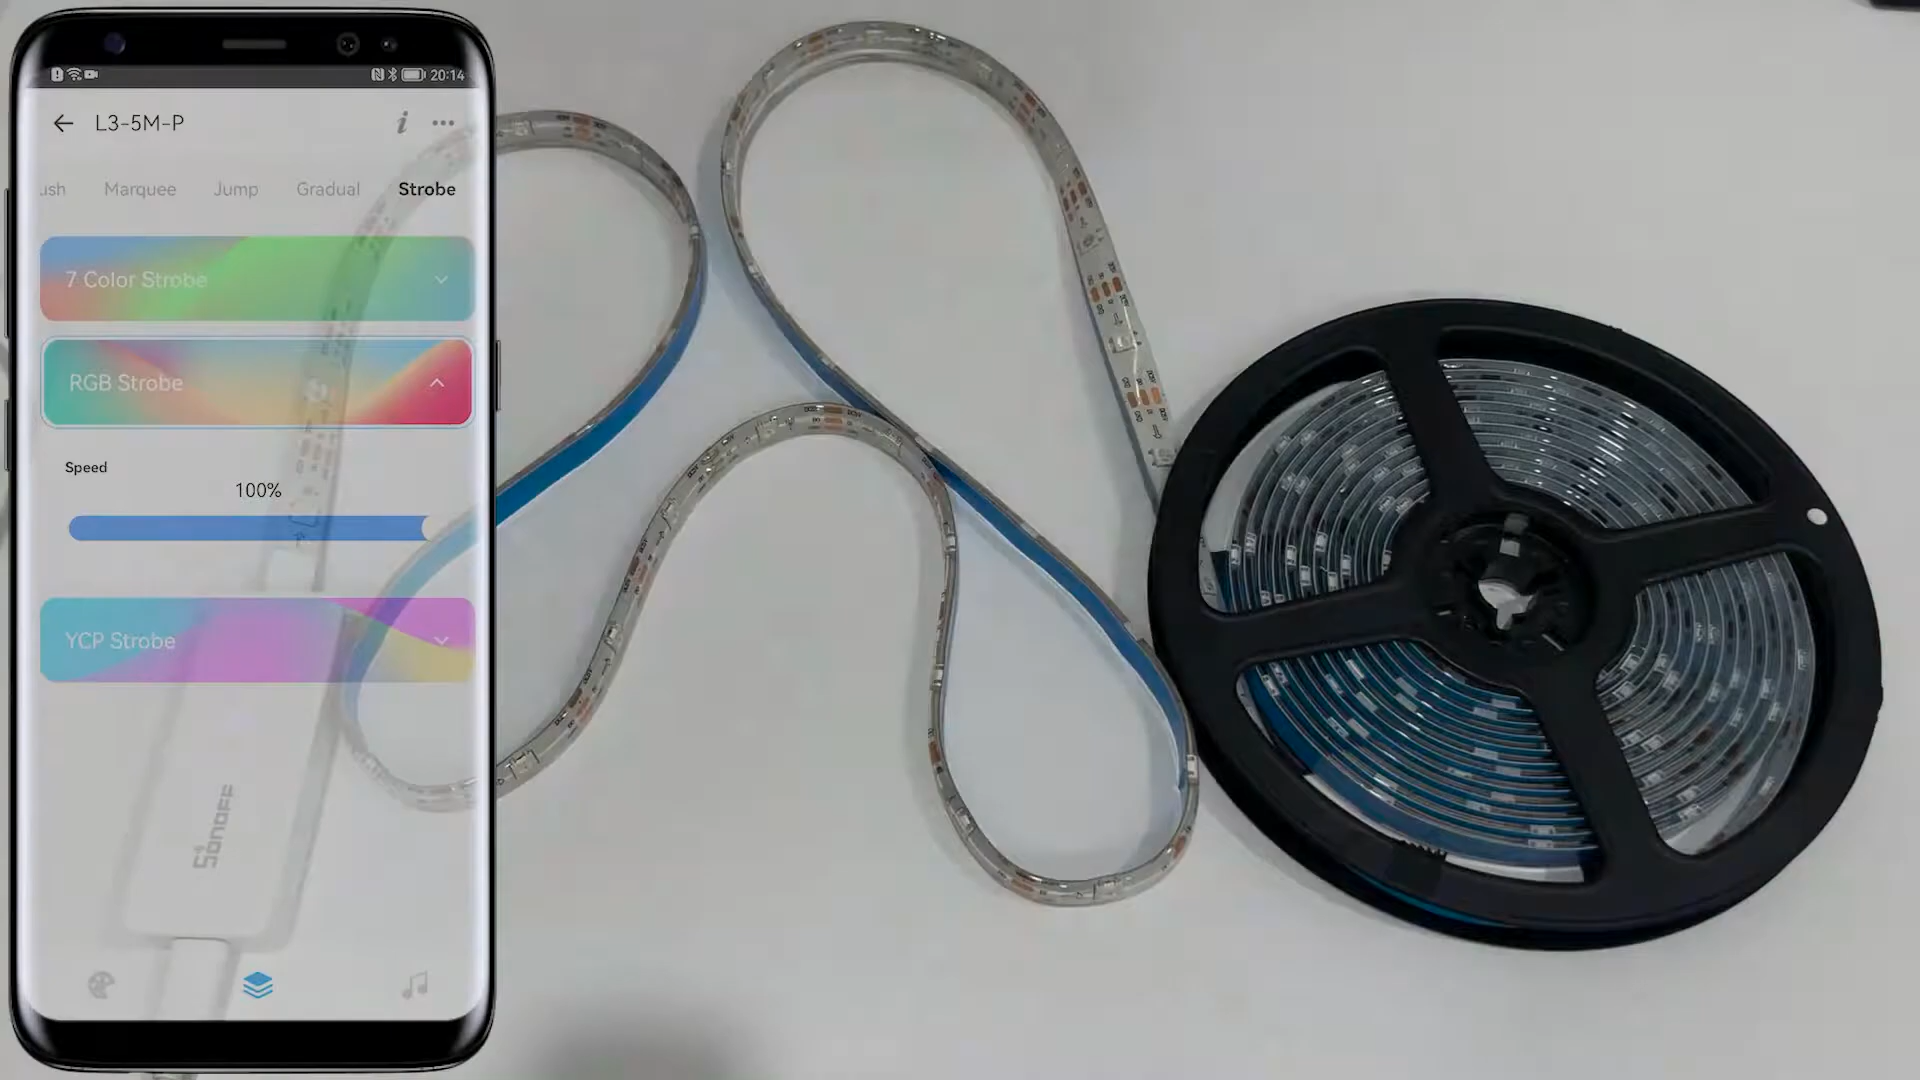 20:14
L3-5M-P
ush Marquee Jump Gradual Strobe
7 Color Strobe
RGB Strobe
Speed
100%
YCP Strobe
SONOFF